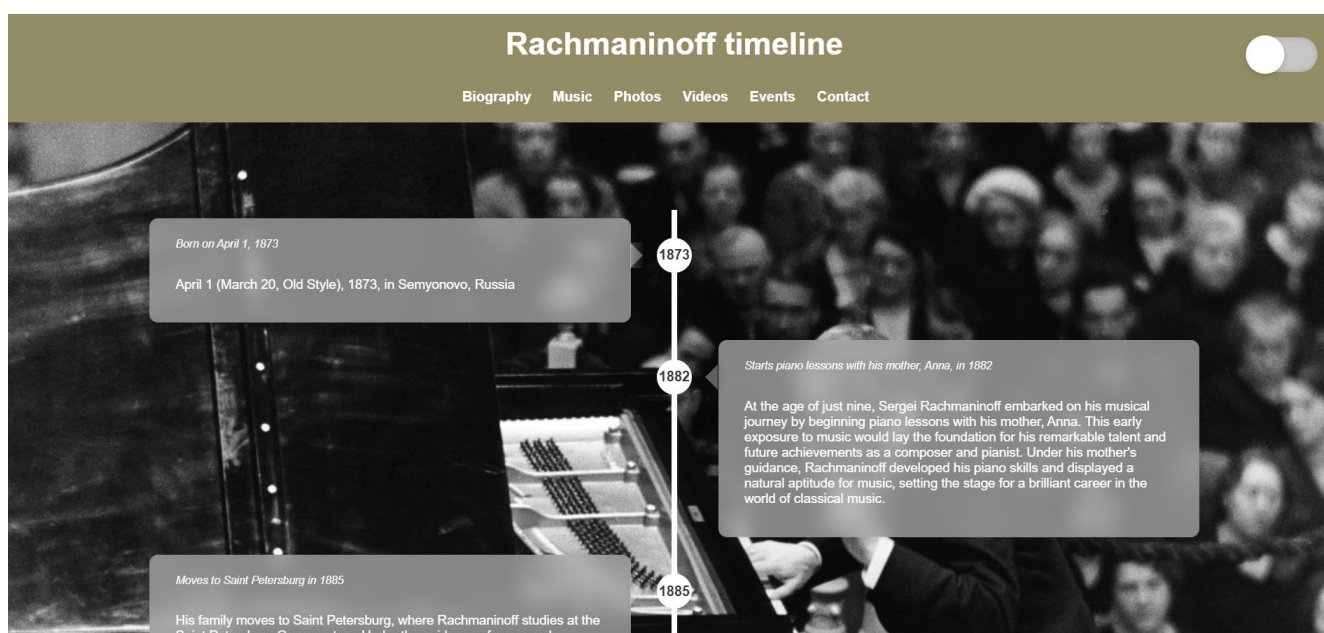 Rachmaninoff timeline
Biography Music Photos Videos Events Contact
1873
Born on April 1, 1873
April 1 (March 20, Old Style), 1873, in Semyonovo, Russia
1882
Starts piano lessons with his mother, Anna, in 1882
At the age of just nine, Sergei Rachmaninoff embarked on his musical
journey by beginning piano lessons with his mother, Anna. This early
exposure to music would lay the foundation for his remarkable talent and
future achievements as a composer and pianist. Under his mother's
guidance, Rachmaninoff developed his piano skills and displayed a
natural aptitude for music, setting the stage for a brilliant career in the
world of classical music.
1885
Moves to Saint Petersburg in 1885
His family moves to Saint Petersburg, where Rachmaninoff studies at the